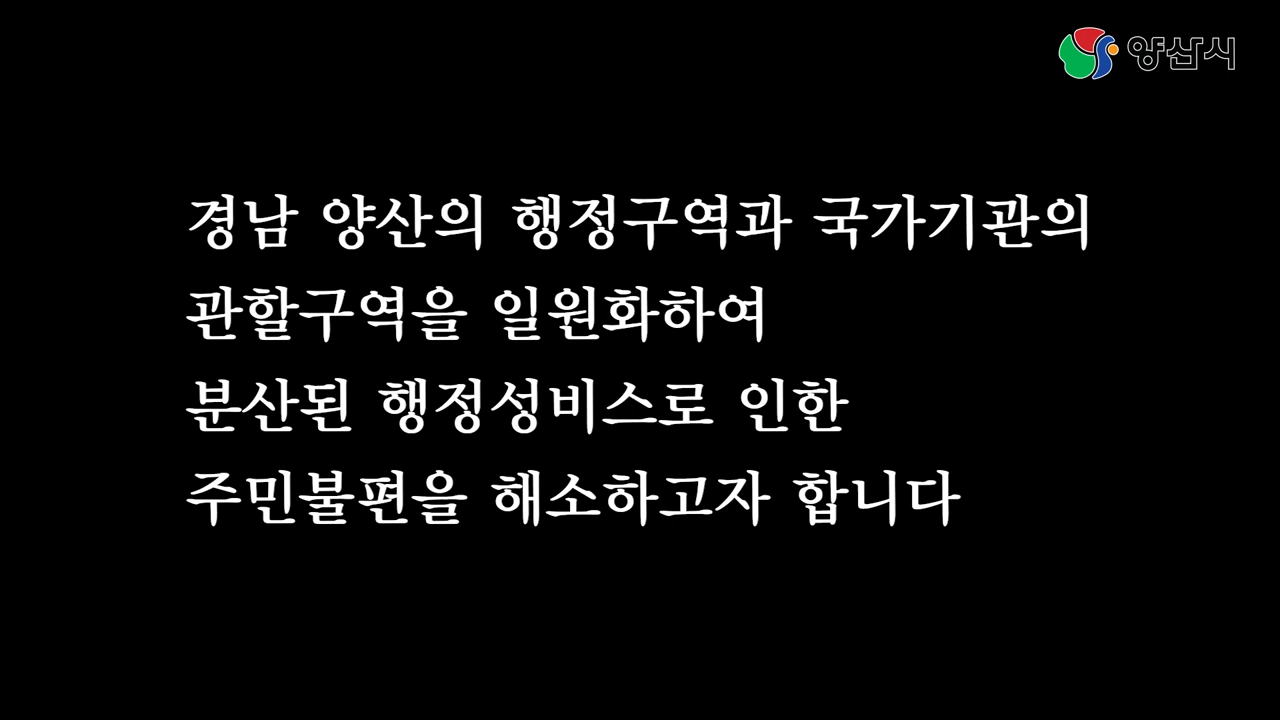 양산시
경남 양산의 행정구역과 국가기관의
관할구역을 일원화하여
분산된 행정성비스로 인한
주민불편을 해소하고자 합니다